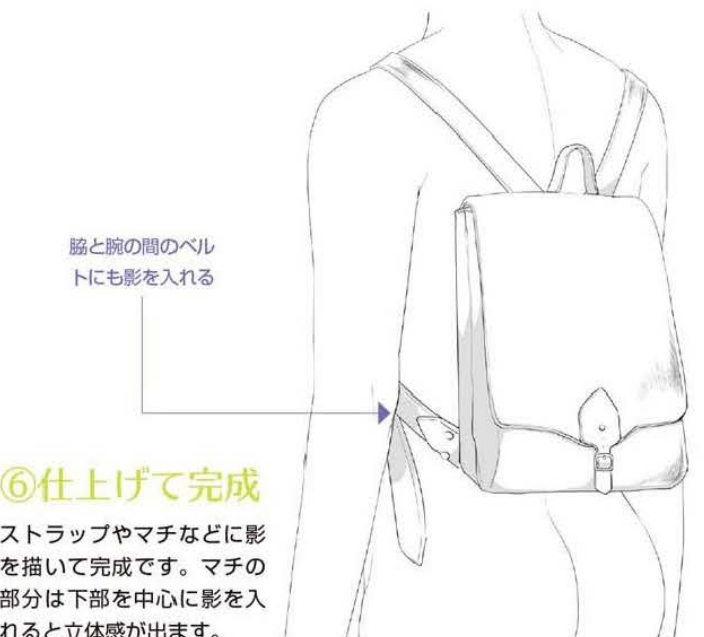 脇と腕の間のベル
トにも影を入れる
⑥仕上げて完成
ストラップやマチなどに影
を描いて完成です。マチの
部分は下部を中心に影を入
れると立体感が出ます。